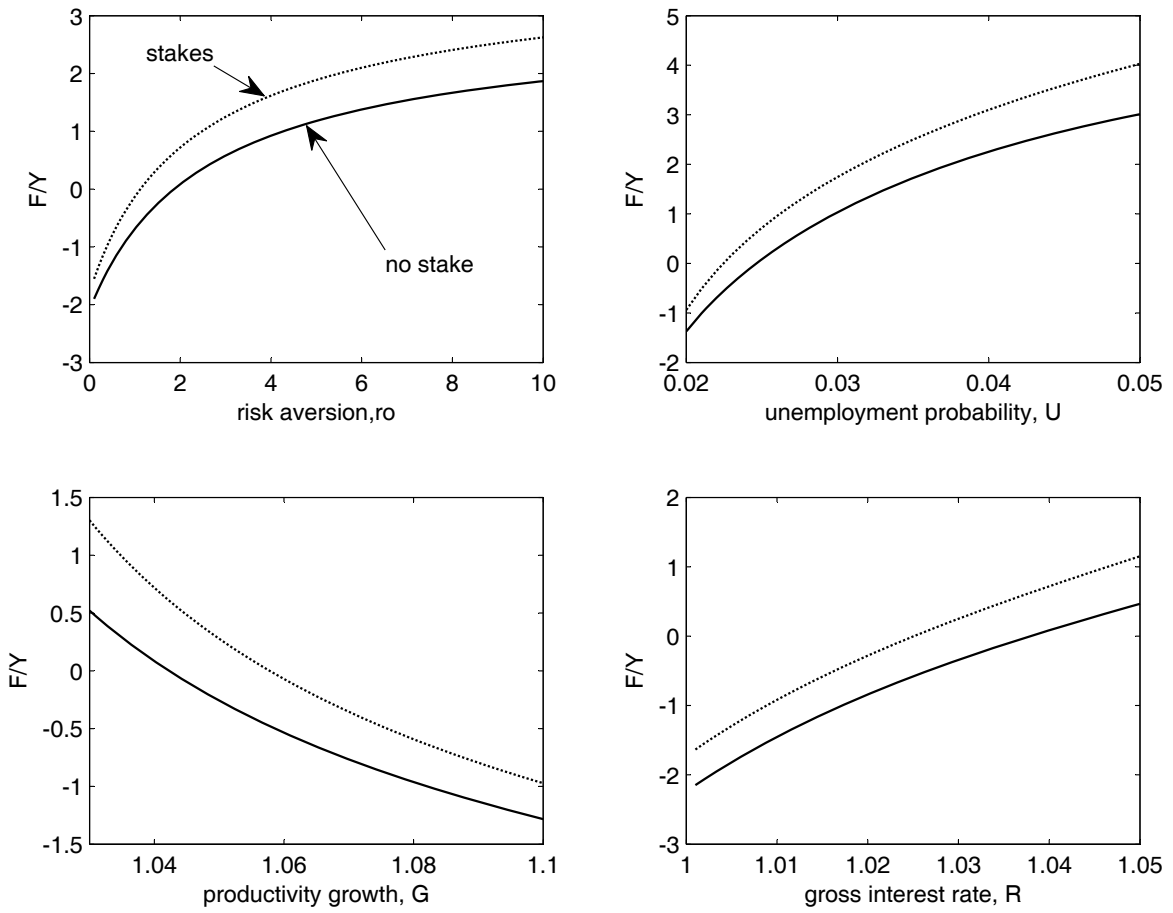 3
2
1
0
-1
-2
-3
F/Y
stakes
no stake
0 2 4 6 8 10
risk aversion,ro
5
4
3
2
1
0
-1
-2
F/Y
0.02 0.03 0.04 0.05
unemployment probability, U
1.5
1
0.5
0
-0.5
-1
-1.5
F/Y
1.04 1.06 1.08 1.1
productivity growth, G
2
1
0
-1
-2
-3
F/Y
1 1.01 1.02 1.03 1.04 1.05
gross interest rate, R